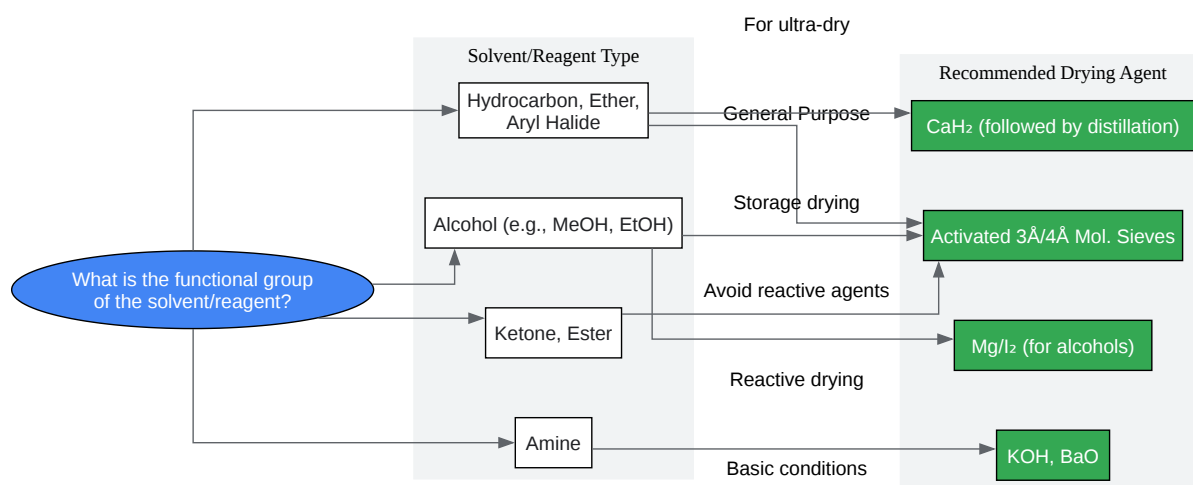 For ultra-dry
Solvent/Reagent Type
Recommended Drying Agent
Hydrocarbon, Ether,
Aryl Halide
General Purpose
CaH₂ (followed by distillation)
Alcohol (e.g., MeOH, EtOH)
Storage drying
Activated 3Å/4Å Mol. Sieves
What is the functional group
of the solvent/reagent?
Avoid reactive agents
Ketone, Ester
Mg/I₂ (for alcohols)
Reactive drying
Amine
Basic conditions
KOH, BaO